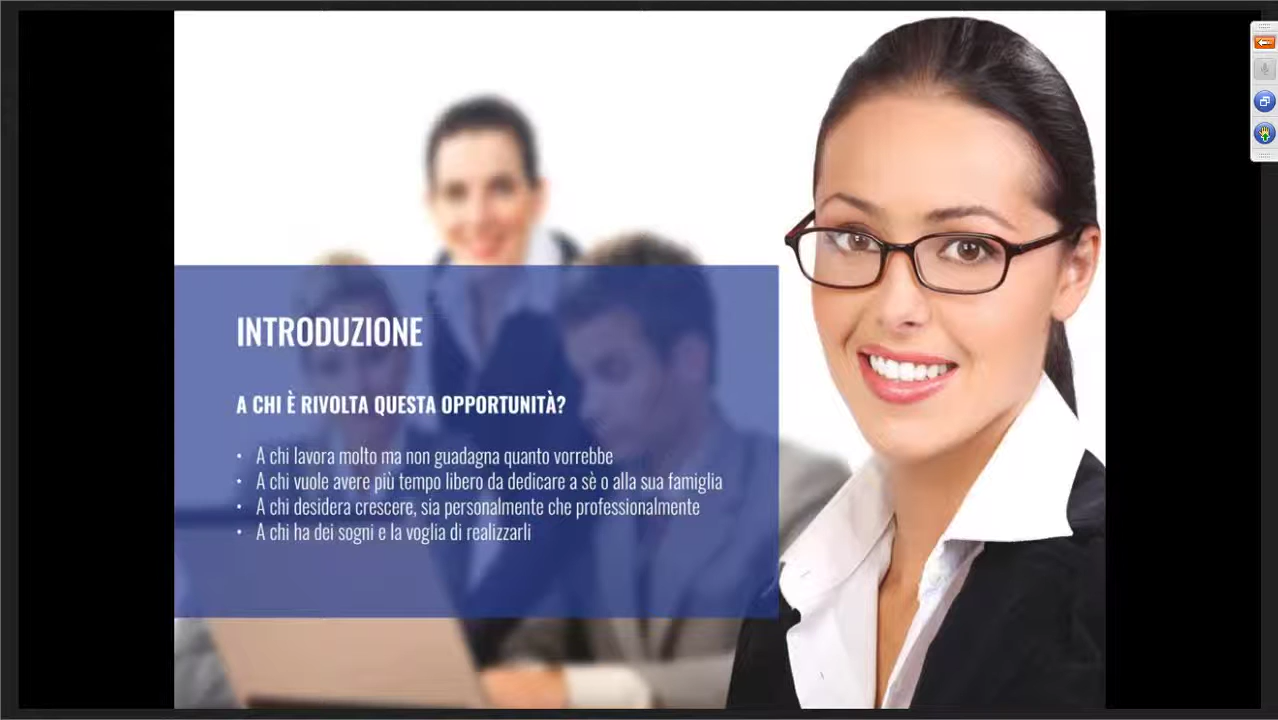 INTRODUZIONE
A CHI È RIVOLTA QUESTA OPPORTUNITÀ?
• A chi lavora molto ma non guadagna quanto vorrebbe
• A chi vuole avere più tempo libero da dedicare a sè o alla sua famiglia
• A chi desidera crescere, sia personalmente che professionalmente
• A chi ha dei sogni e la voglia di realizzarli